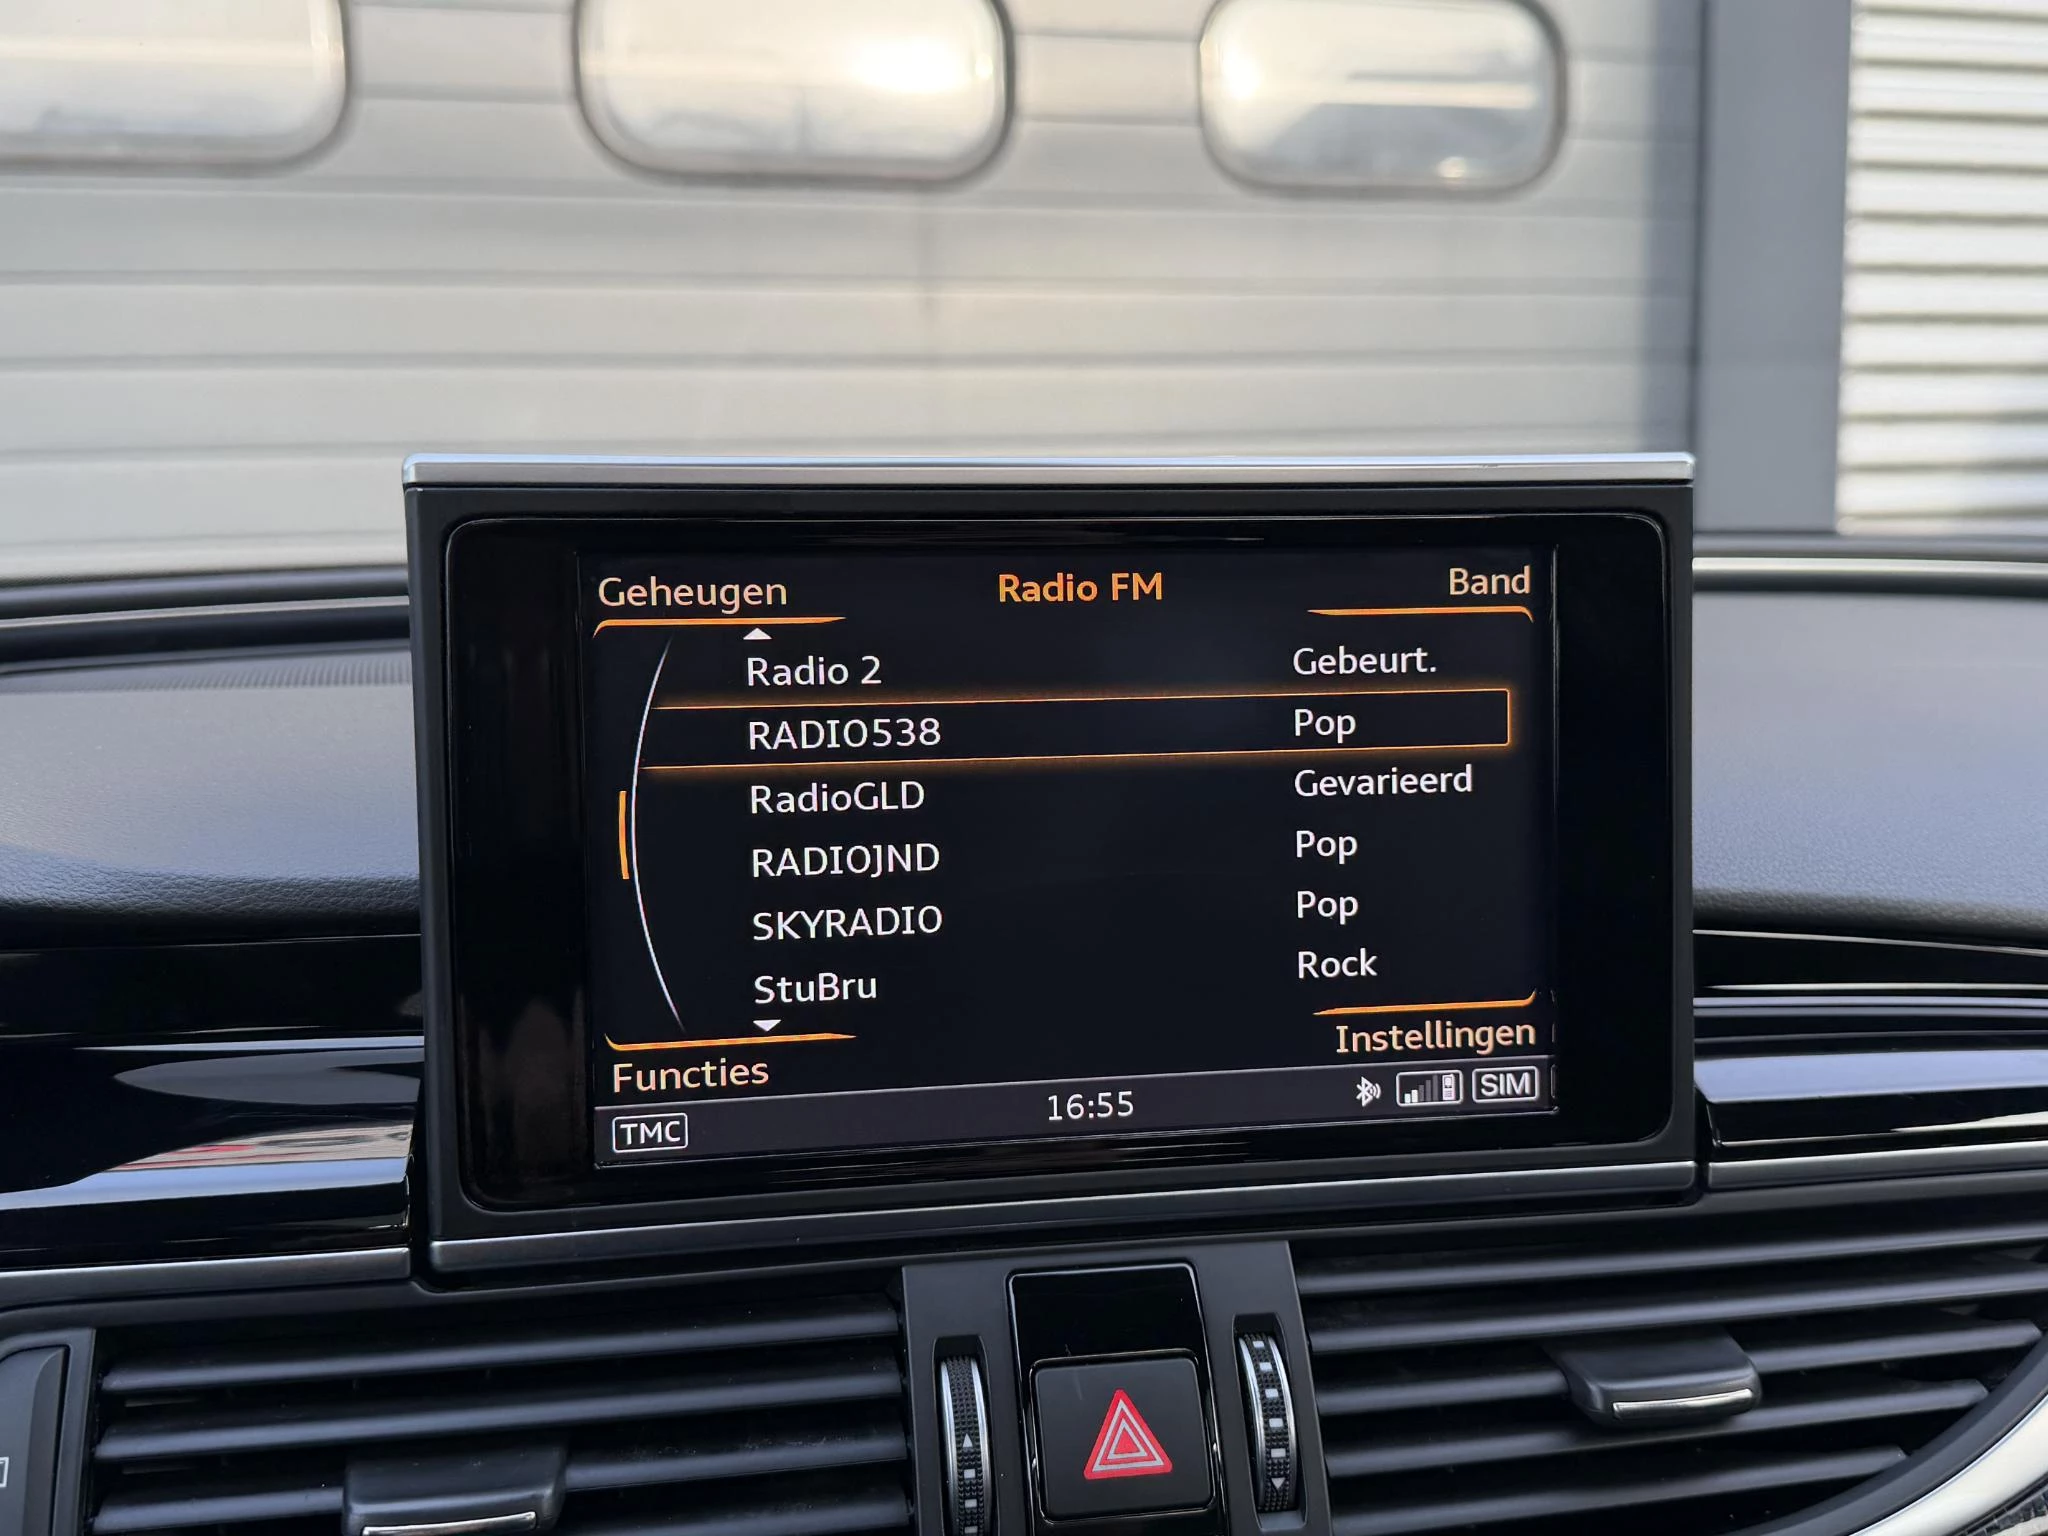 Geheugen Radio FM Band
Radio 2 Gebeurt.
RADIO538 Pop
RadioGLD Gevarieerd
RADIOJND Pop
SKYRADIO Pop
StuBru Rock
Functies Instellingen
TMC 16:55 SIM